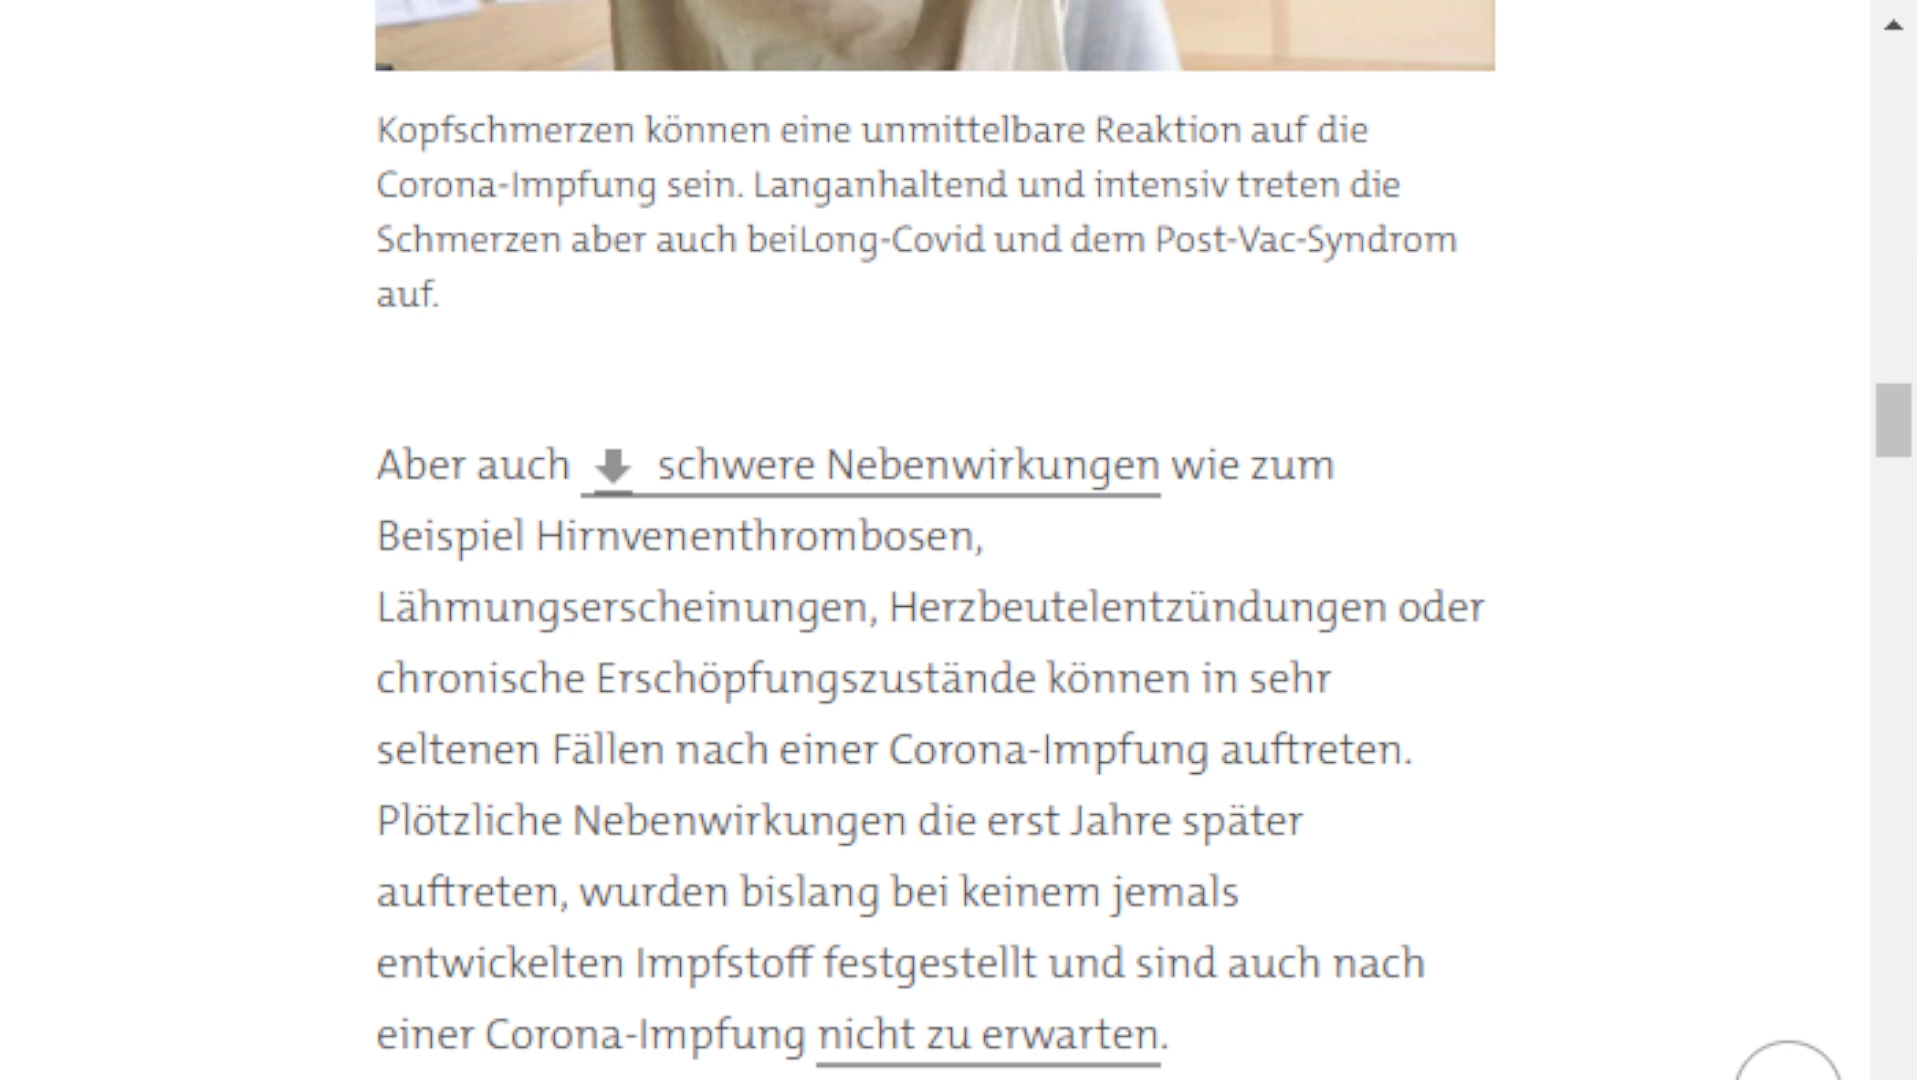 Kopfschmerzen können eine unmittelbare Reaktion auf die
Corona-Impfung sein. Langanhaltend und intensiv treten die
Schmerzen aber auch beiLong-Covid und dem Post-Vac-Syndrom
auf.
Aber auch schwere Nebenwirkungen wie zum
Beispiel Hirnvenenthrombosen,
Lähmungserscheinungen, Herzbeutelentzündungen oder
chronische Erschöpfungszustände können in sehr
seltenen Fällen nach einer Corona-Impfung auftreten.
Plötzliche Nebenwirkungen die erst Jahre später
auftreten, wurden bislang bei keinem jemals
entwickelten Impfstoff festgestellt und sind auch nach
einer Corona-Impfung nicht zu erwarten.